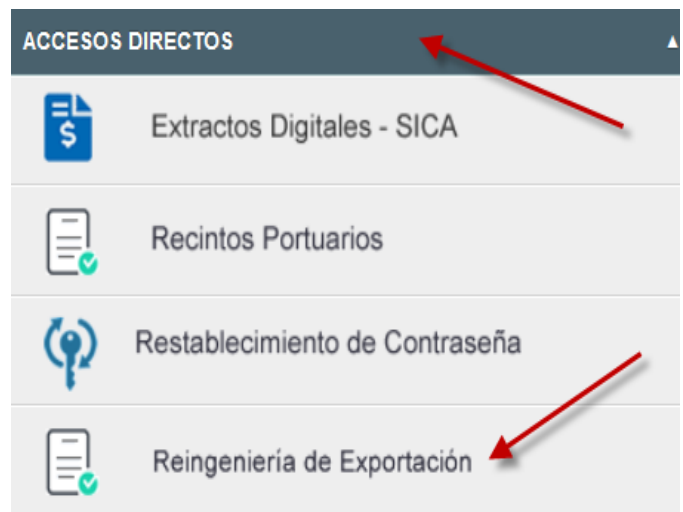 ACCESOS DIRECTOS
$
Extractos Digitales - SICA
Recintos Portuarios
Restablecimiento de Contraseña
Reingeniería de Exportación